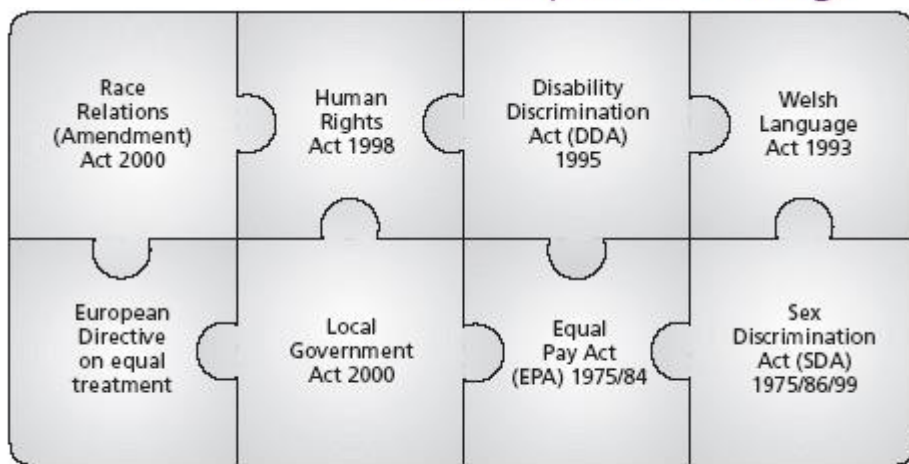 Race
Relations
(Amendment)
Act 2000
Human
Rights
Act 1998
Disability
Discrimination
Act (DDA)
1995
Welsh
Language
Act 1993
European
Directive
on equal
treatment
Local
Government
Act 2000
Equal
Pay Act
(EPA) 1975/84
Sex
Discrimination
Act (SDA)
1975/86/99